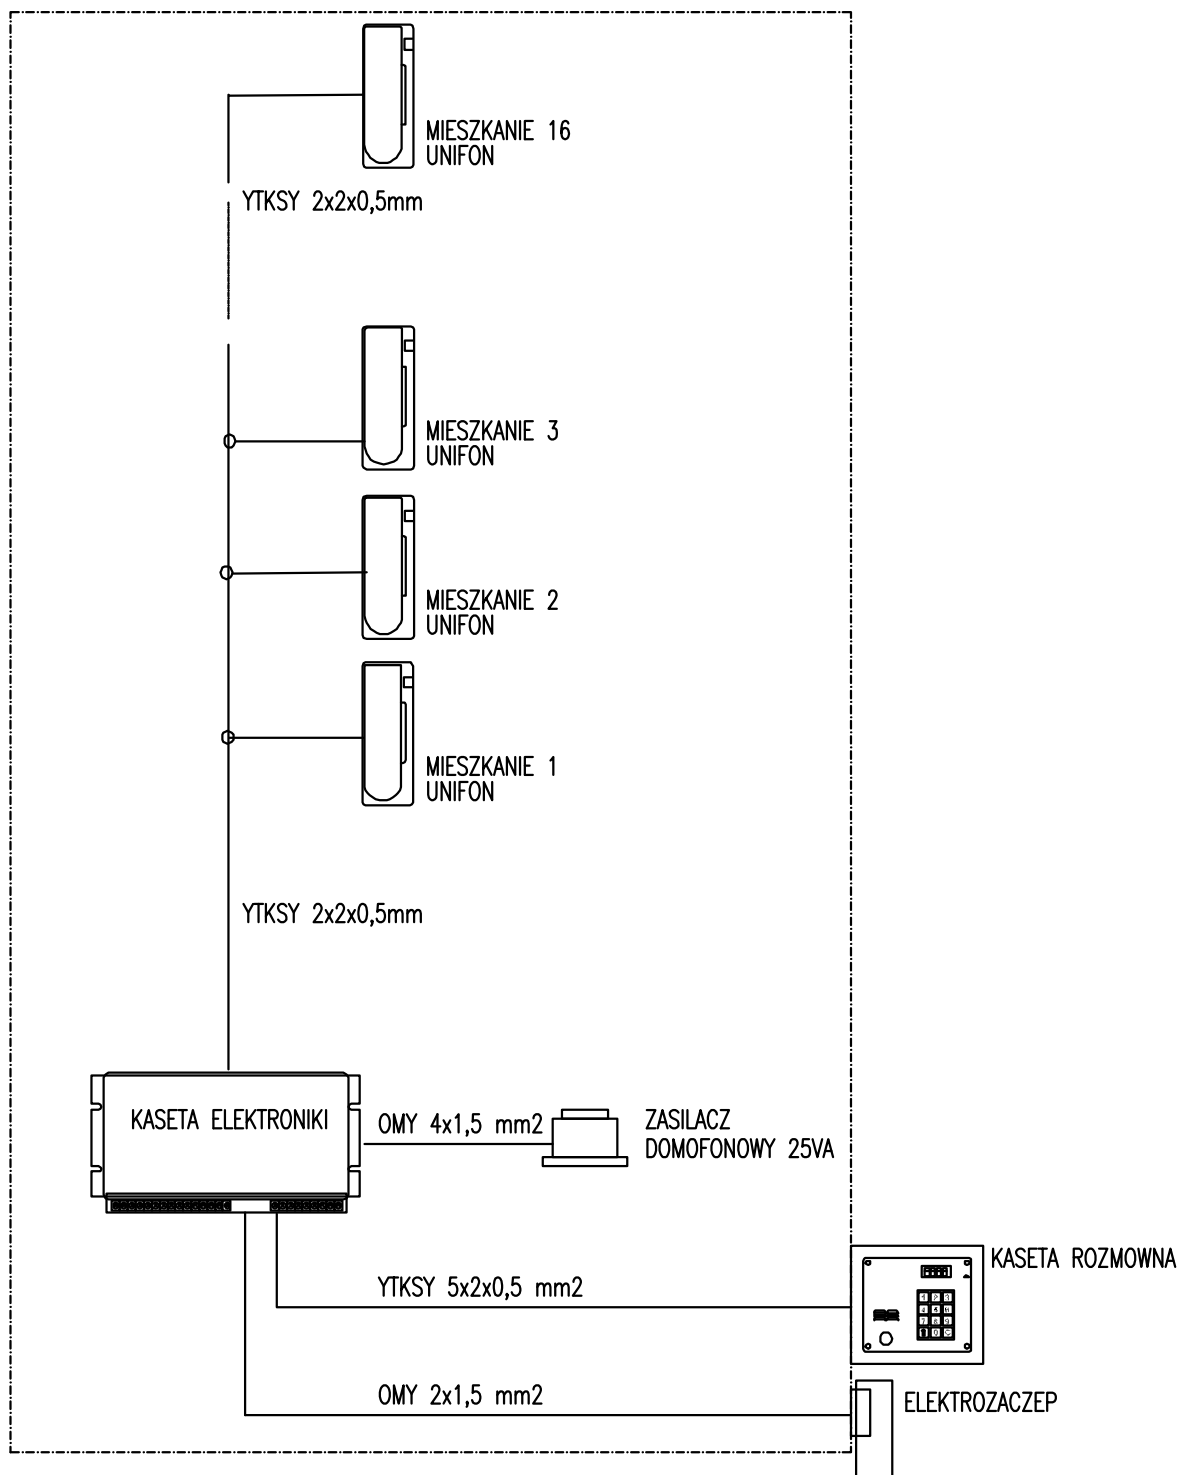 MIESZKANIE 16
UNIFON
YTKSY 2x2x0,5mm
MIESZKANIE 3
UNIFON
MIESZKANIE 2
UNIFON
MIESZKANIE 1
UNIFON
YTKSY 2x2x0,5mm
KASETA ELEKTRONIKI
OMY 4x1,5 mm2
ZASILACZ
DOMOFONOWY 25VA
KASETA ROZMOWNA
YTKSY 5x2x0,5 mm2
OMY 2x1,5 mm2
ELEKTROZACZEP